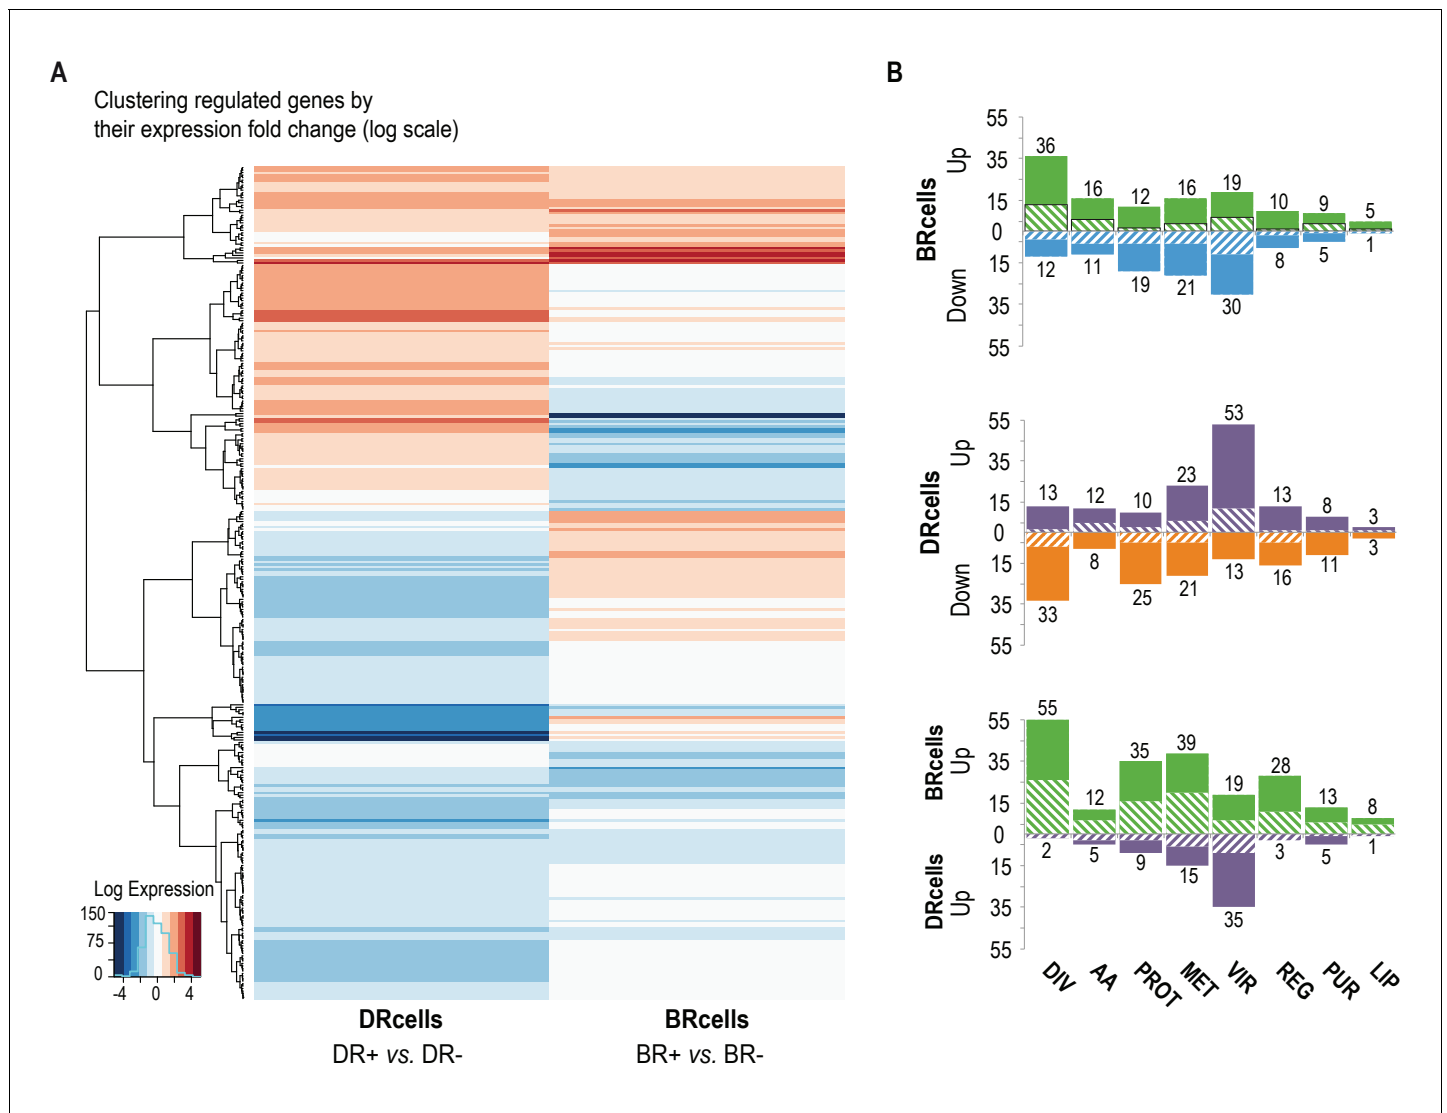 A
Clustering regulated genes by
their expression fold change (log scale)
Log Expression
150
75
0
-4 0 4
DRcells BRcells
DR+ vs. DR- BR+ vs. BR-
B
BRcells
Up
Down
55
35
15
0
15
35
55
36 16 12 16 19 10 9 5
12 11 19 21 30 8 5 1
DRcells
Up
Down
55
35
15
0
15
35
55
13 12 10 23 53 13 8 3
33 8 25 21 13 16 11 3
BRcells
Up
DRcells
Up
55
35
15
0
15
35
55
55 12 35 39 19 28 13 8
2 5 9 15 35 3 5 1
DIV AA PROT MET VIR REG PUR LIP